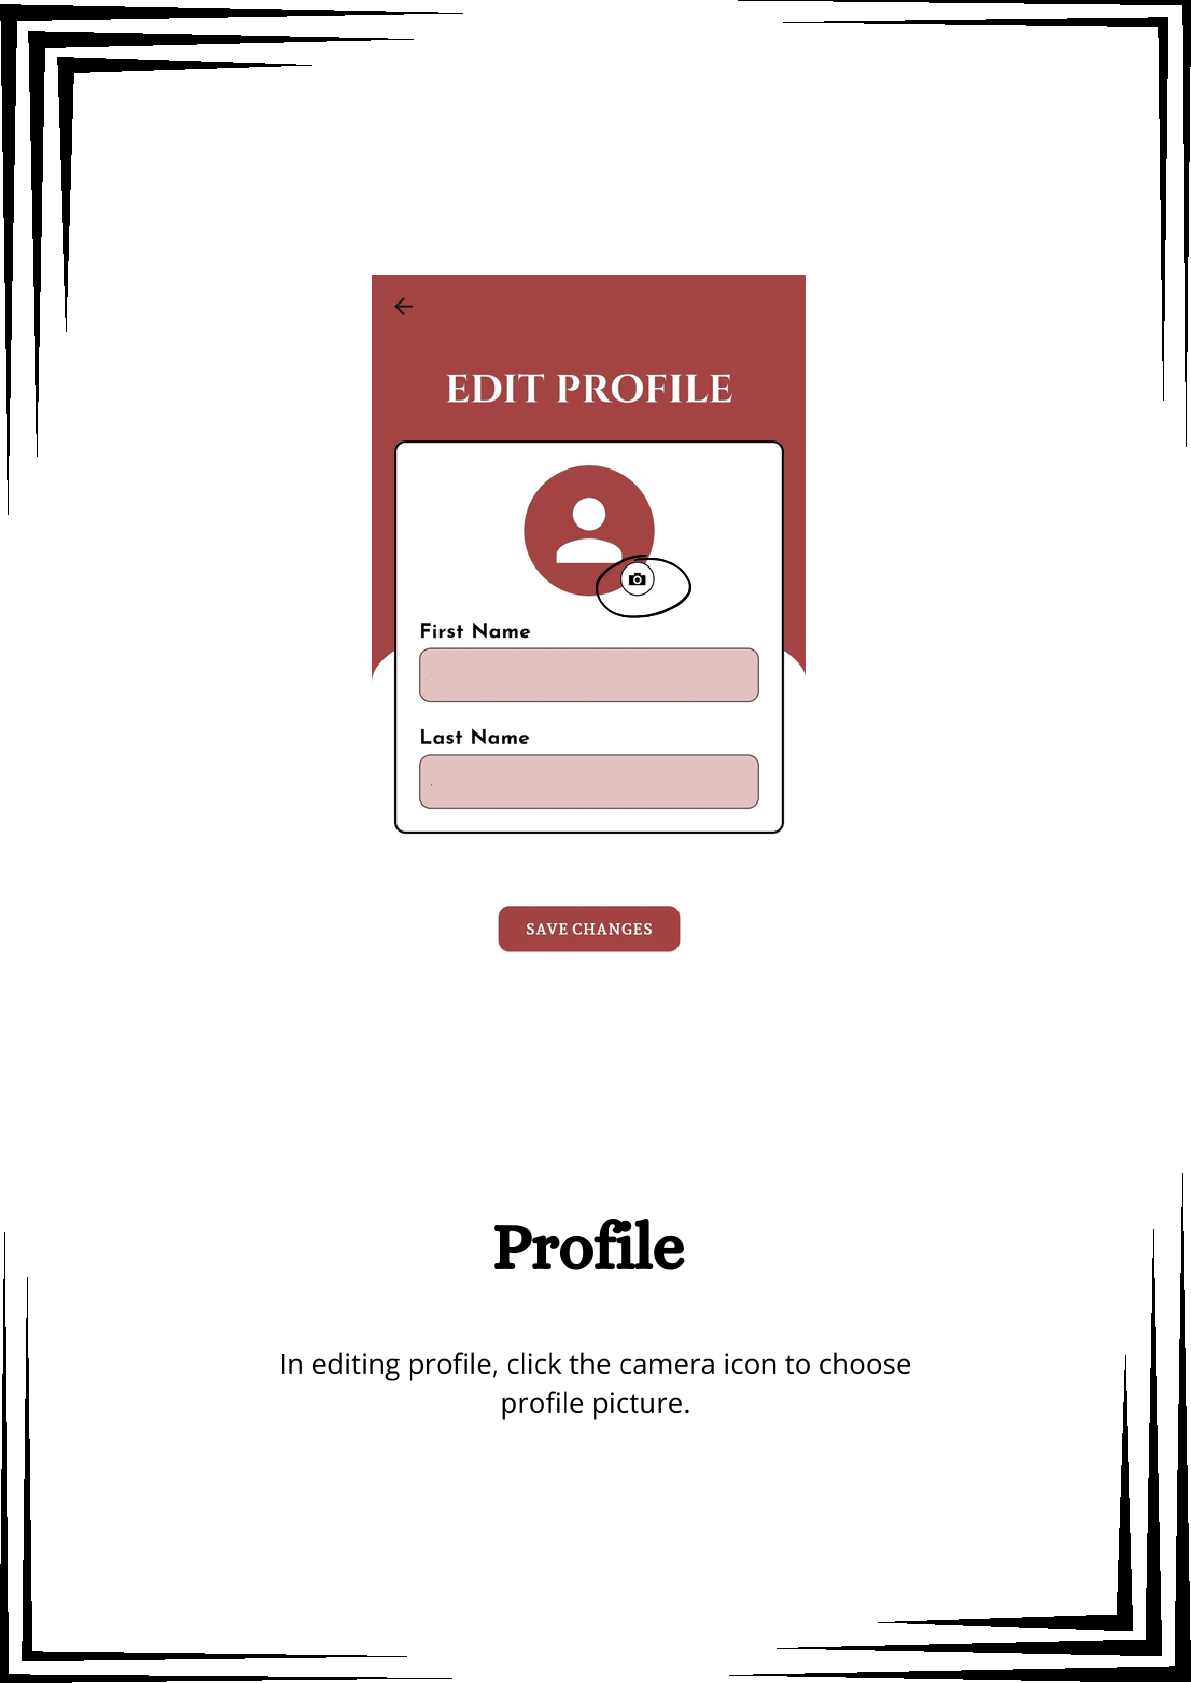 EDIT PROFILE
First Name
Last Name
SAVE CHANGES
Profile
In editing profile, click the camera icon to choose
profile picture.